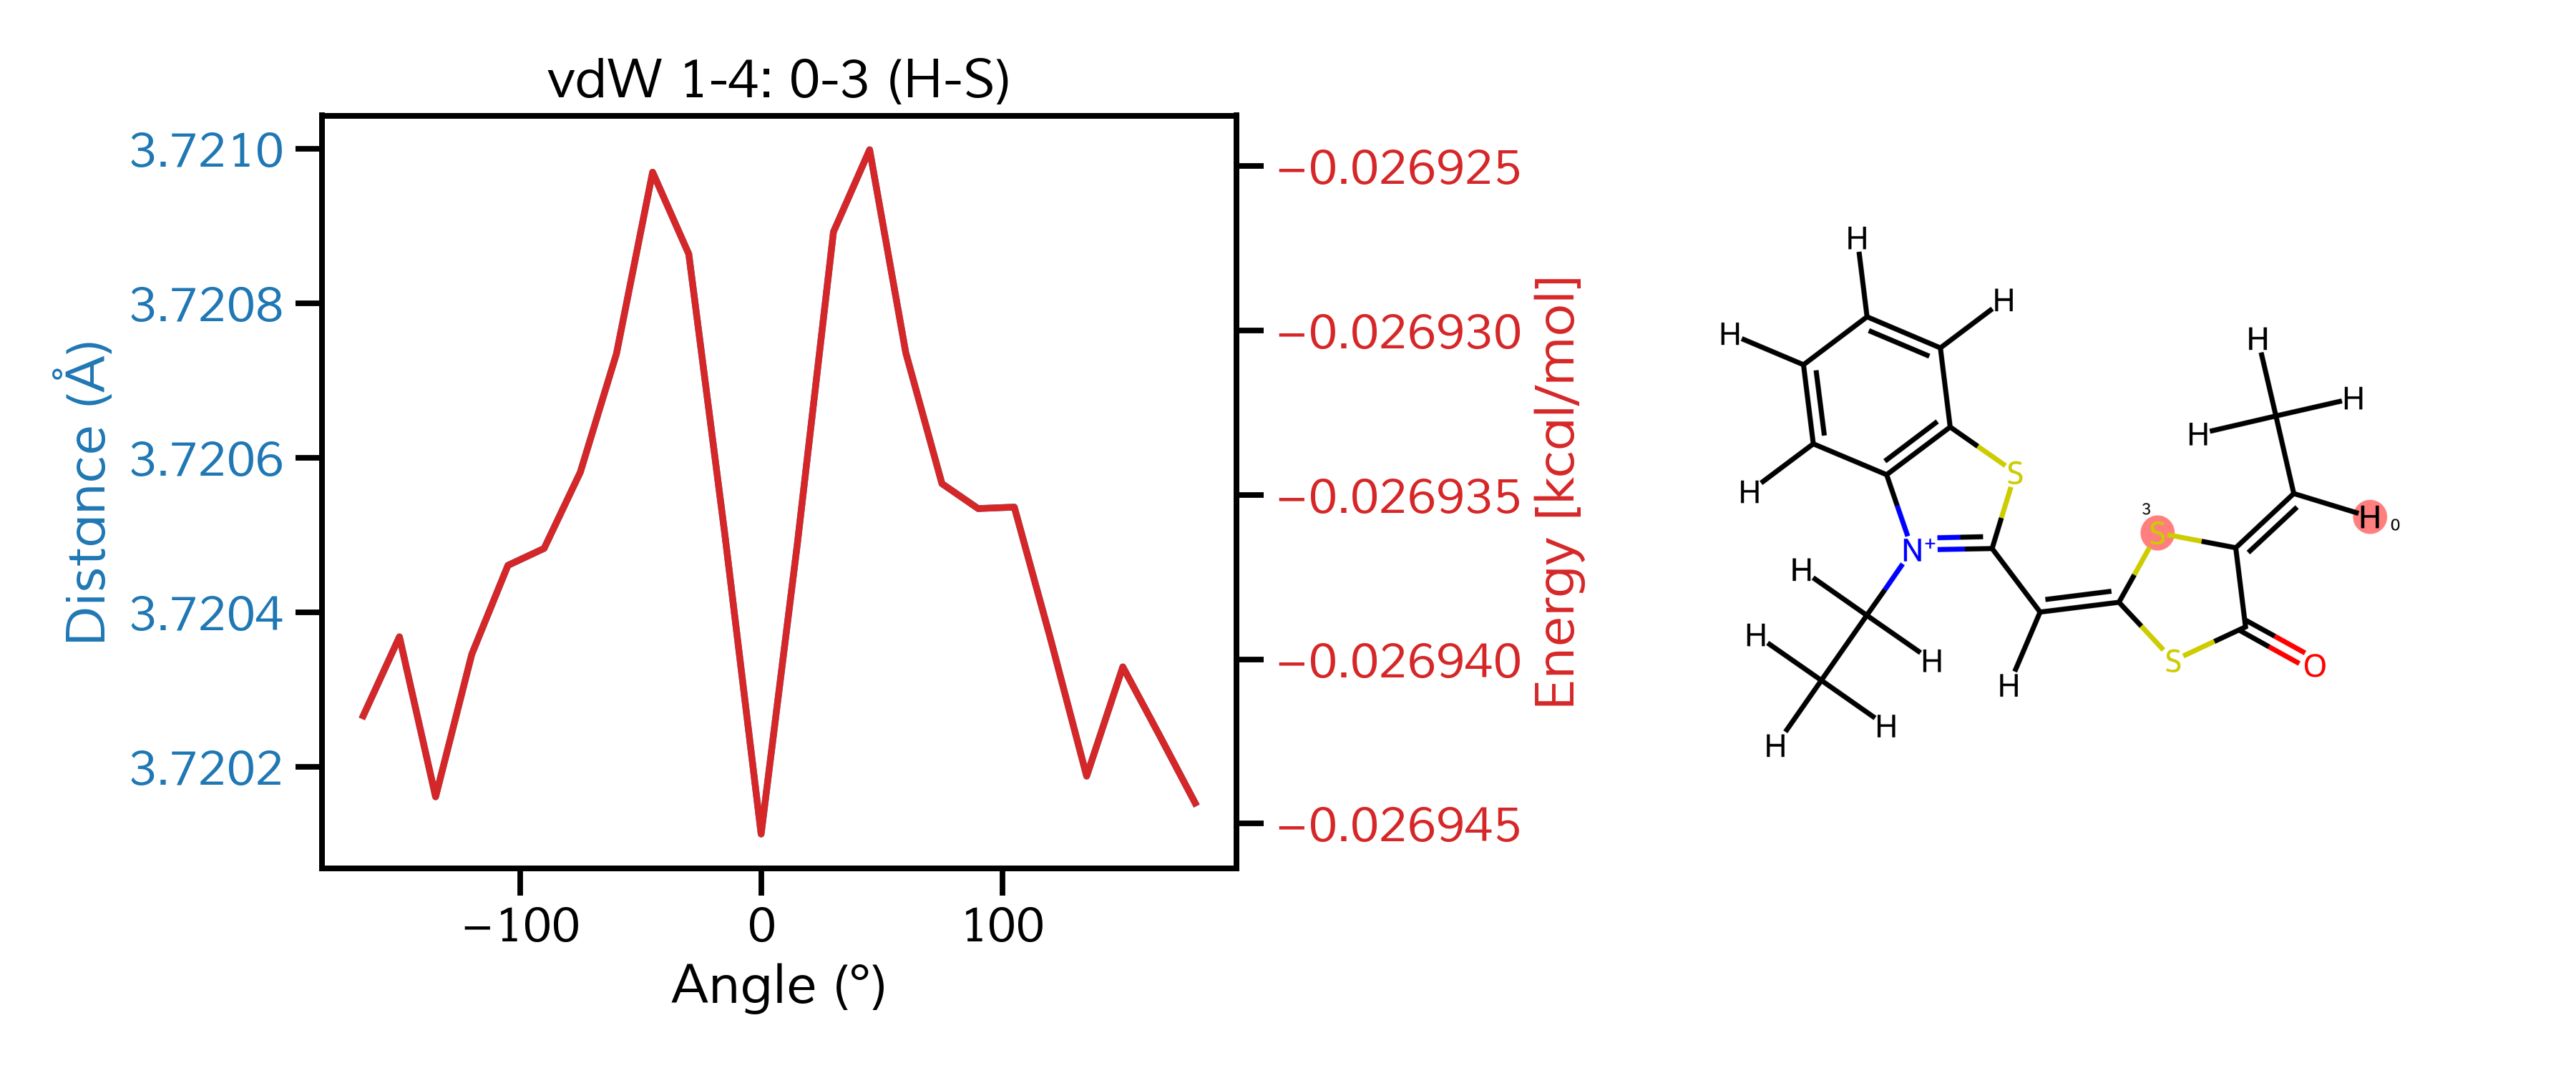 vdW 1-4: 0-3 (H-S)
Distance (Å)
3.7210
3.7208
3.7206
3.7204
3.7202
−0.026925
−0.026930
−0.026935
−0.026940
−0.026945
Energy [kcal/mol]
−100
0
100
Angle (°)
H
H
H
H
H
H
H
S
3
S
H
0
N+
H
H
H
S
O
H
H
H